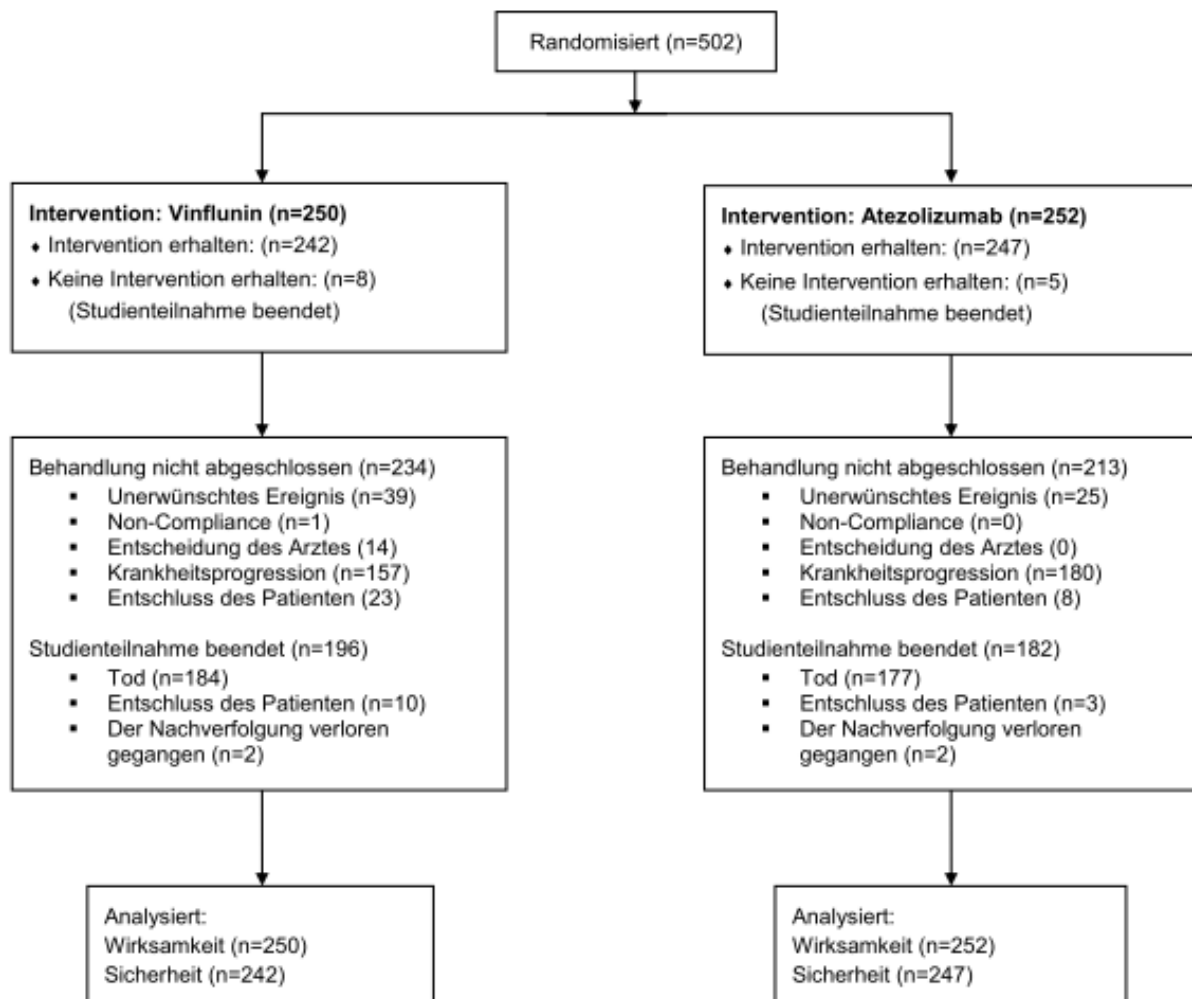 Randomisiert (n=502)
Intervention: Vinflunin (n=250)
♦ Intervention erhalten: (n=242)
♦ Keine Intervention erhalten: (n=8)
(Studienteilnahme beendet)
Intervention: Atezolizumab (n=252)
♦ Intervention erhalten: (n=247)
♦ Keine Intervention erhalten: (n=5)
(Studienteilnahme beendet)
Behandlung nicht abgeschlossen (n=234)
▪ Unerwünschtes Ereignis (n=39)
▪ Non-Compliance (n=1)
▪ Entscheidung des Arztes (14)
▪ Krankheitsprogression (n=157)
▪ Entschluss des Patienten (23)
Studienteilnahme beendet (n=196)
▪ Tod (n=184)
▪ Entschluss des Patienten (n=10)
▪ Der Nachverfolgung verloren
gegangen (n=2)
Behandlung nicht abgeschlossen (n=213)
▪ Unerwünschtes Ereignis (n=25)
▪ Non-Compliance (n=0)
▪ Entscheidung des Arztes (0)
▪ Krankheitsprogression (n=180)
▪ Entschluss des Patienten (8)
Studienteilnahme beendet (n=182)
▪ Tod (n=177)
▪ Entschluss des Patienten (n=3)
▪ Der Nachverfolgung verloren
gegangen (n=2)
Analysiert:
Wirksamkeit (n=250)
Sicherheit (n=242)
Analysiert:
Wirksamkeit (n=252)
Sicherheit (n=247)